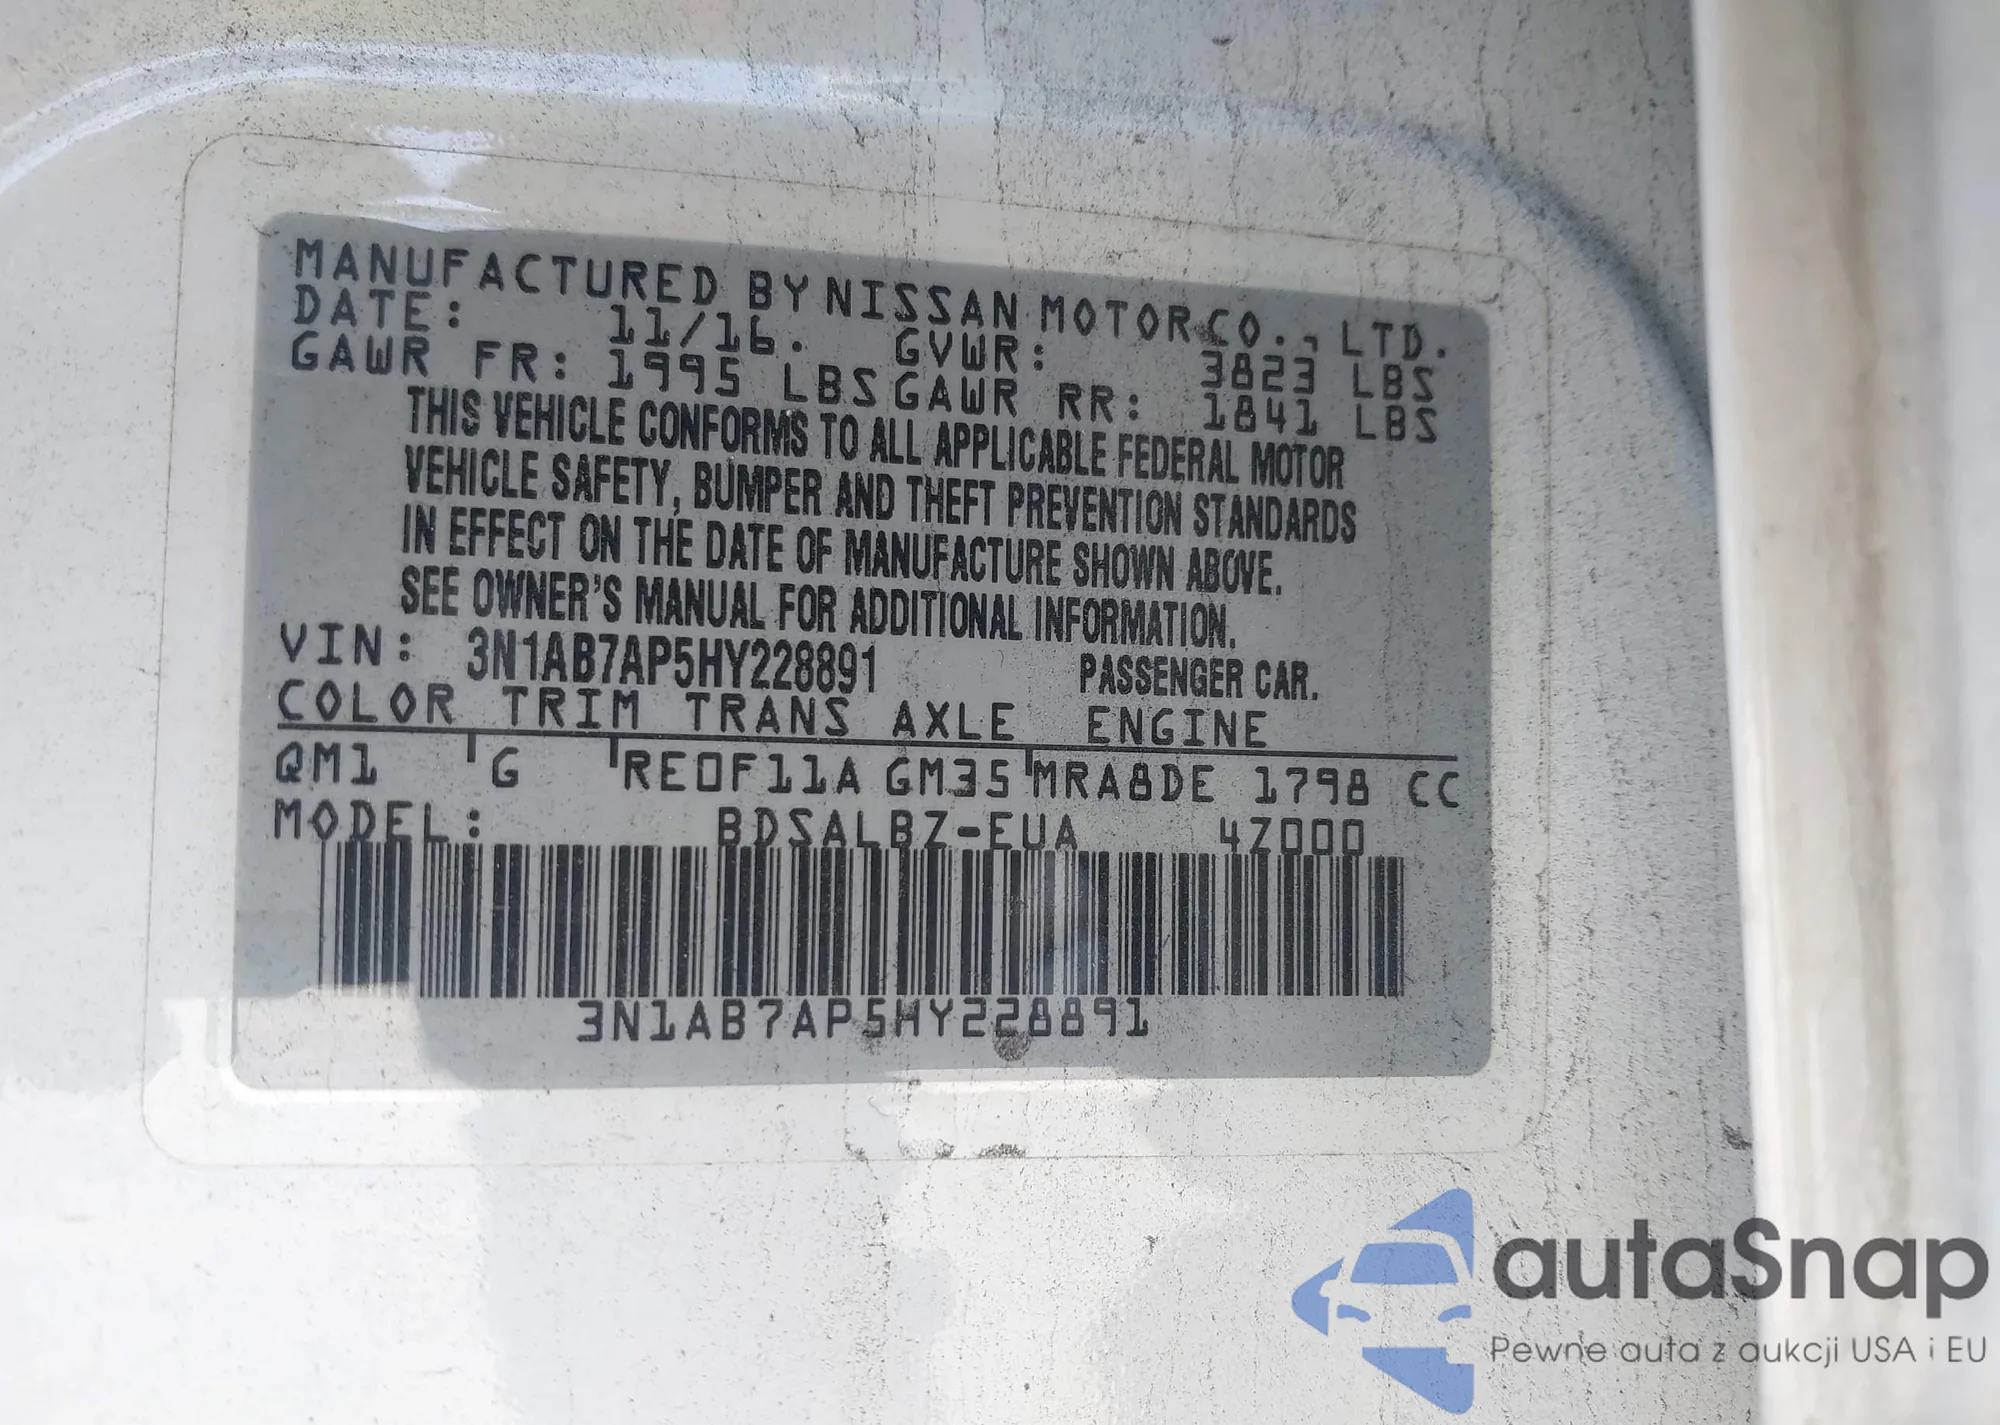 MANUFACTURED BY NISSAN MOTOR CO., LTD.
DATE: 11/16. GVWR: 3823 LBS
GAWR FR: 1995 LBS GAWR RR: 1841 LBS
THIS VEHICLE CONFORMS TO ALL APPLICABLE FEDERAL MOTOR
VEHICLE SAFETY, BUMPER AND THEFT PREVENTION STANDARDS
IN EFFECT ON THE DATE OF MANUFACTURE SHOWN ABOVE.
SEE OWNER'S MANUAL FOR ADDITIONAL INFORMATION.
VIN: 3N1AB7AP5HY228891 PASSENGER CAR.
COLOR TRIM TRANS AXLE ENGINE
QM1 G RE0F11A GM35 MRA8DE 1798 CC
MODEL: BDSALBZ-EUA 4Z000
3N1AB7AP5HY228891
autaSnap
Pewne auta z aukcji USA i EU